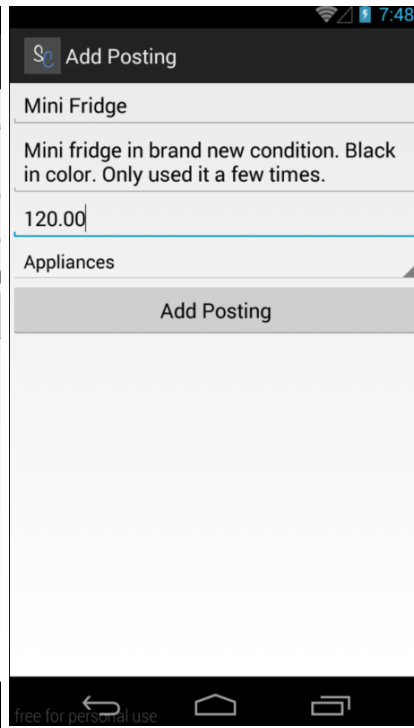 7:48
SC Add Posting
Mini Fridge
Mini fridge in brand new condition. Black
in color. Only used it a few times.
120.00
Appliances
Add Posting
free for personal use